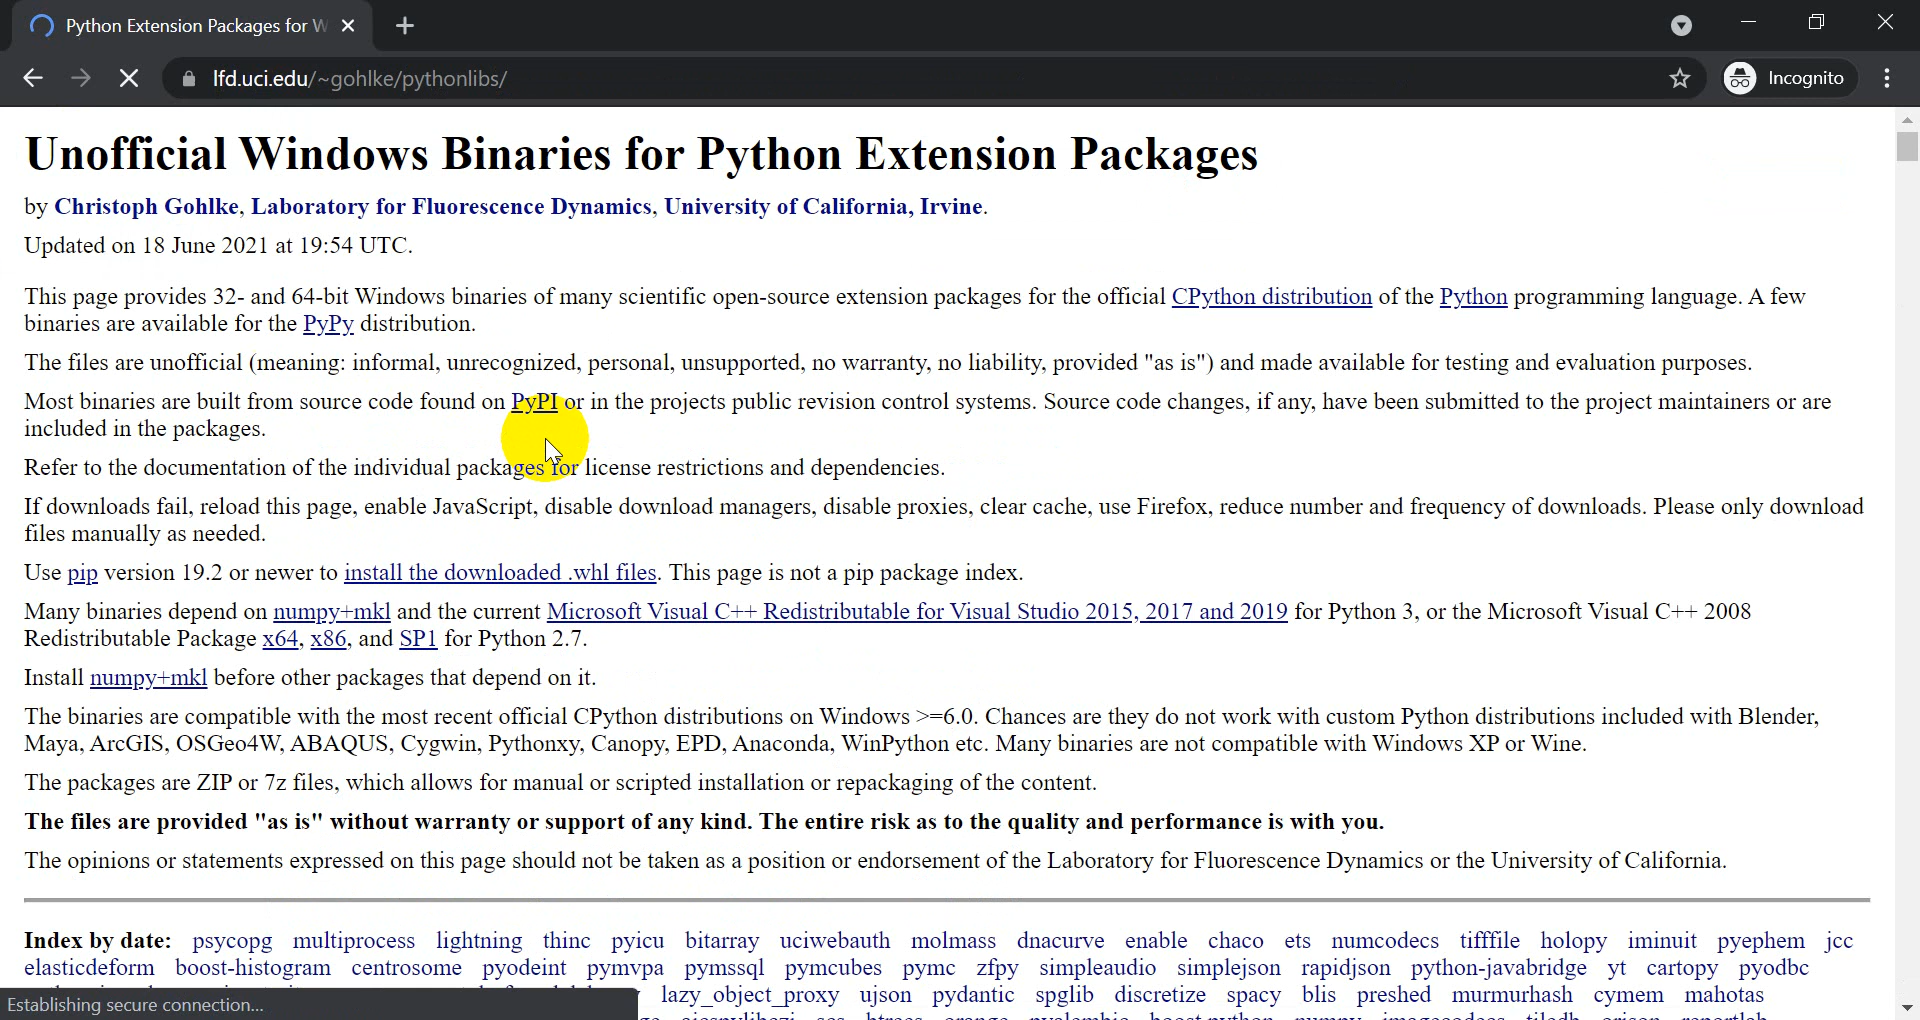 Python Extension Packages for W
lfd.uci.edu/~gohlke/pythonlibs/
Incognito
Unofficial Windows Binaries for Python Extension Packages
by Christoph Gohlke, Laboratory for Fluorescence Dynamics, University of California, Irvine.
Updated on 18 June 2021 at 19:54 UTC.
This page provides 32- and 64-bit Windows binaries of many scientific open-source extension packages for the official CPython distribution of the Python programming language. A few
binaries are available for the PyPy distribution.
The files are unofficial (meaning: informal, unrecognized, personal, unsupported, no warranty, no liability, provided "as is") and made available for testing and evaluation purposes.
Most binaries are built from source code found on PyPI or in the projects public revision control systems. Source code changes, if any, have been submitted to the project maintainers or are
included in the packages.
Refer to the documentation of the individual packages for license restrictions and dependencies.
If downloads fail, reload this page, enable JavaScript, disable download managers, disable proxies, clear cache, use Firefox, reduce number and frequency of downloads. Please only download
files manually as needed.
Use pip version 19.2 or newer to install the downloaded .whl files. This page is not a pip package index.
Many binaries depend on numpy+mkl and the current Microsoft Visual C++ Redistributable for Visual Studio 2015, 2017 and 2019 for Python 3, or the Microsoft Visual C++ 2008
Redistributable Package x64, x86, and SP1 for Python 2.7.
Install numpy+mkl before other packages that depend on it.
The binaries are compatible with the most recent official CPython distributions on Windows >=6.0. Chances are they do not work with custom Python distributions included with Blender,
Maya, ArcGIS, OSGeo4W, ABAQUS, Cygwin, Pythonxy, Canopy, EPD, Anaconda, WinPython etc. Many binaries are not compatible with Windows XP or Wine.
The packages are ZIP or 7z files, which allows for manual or scripted installation or repackaging of the content.
The files are provided "as is" without warranty or support of any kind. The entire risk as to the quality and performance is with you.
The opinions or statements expressed on this page should not be taken as a position or endorsement of the Laboratory for Fluorescence Dynamics or the University of California.
Index by date: psycopg multiprocess lightning thinc pyicu bitarray uciwebauth molmass dnacurve enable chaco ets numcodecs tifffile holopy iminuit pyephem jcc
elasticdeform boost-histogram centrosome pyodeint pymvpa pymssql pymcubes pymc zfpy simpleaudio simplejson rapidjson python-javabridge yt cartopy pyodbc
lazy_object_proxy ujson pydantic spglib discretize spacy blis preshed murmurhash cymem mahotas
Establishing secure connection...